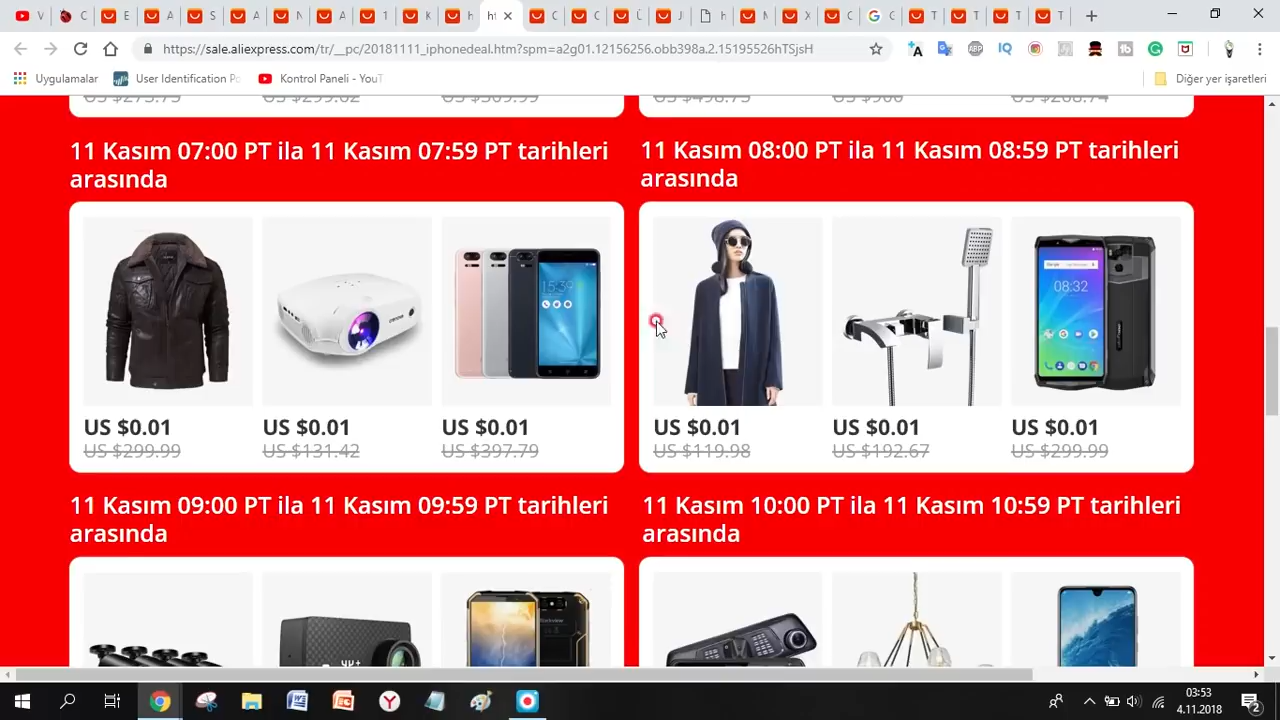 C
E
A
S
A
N
A
1
K
h
ht
C
C
Ü
Jl
h
N
X
C
G
T
T
T
T
https://sale.aliexpress.com/tr/__pc/20181111_iphonedeal.htm?spm=a2g01.12156256.obb398a.2.15195526hTSjsH
Uygulamalar
User Identification Po
Kontrol Paneli - YouT
Diğer yer işaretleri
11 Kasım 07:00 PT ila 11 Kasım 07:59 PT tarihleri
arasında
US $0.01 US $0.01 US $0.01
US $299.99 US $131.42 US $397.79
11 Kasım 08:00 PT ila 11 Kasım 08:59 PT tarihleri
arasında
08:32
US $0.01 US $0.01 US $0.01
US $119.98 US $192.67 US $299.99
11 Kasım 09:00 PT ila 11 Kasım 09:59 PT tarihleri
arasında
11 Kasım 10:00 PT ila 11 Kasım 10:59 PT tarihleri
arasında
03:53
4.11.2018